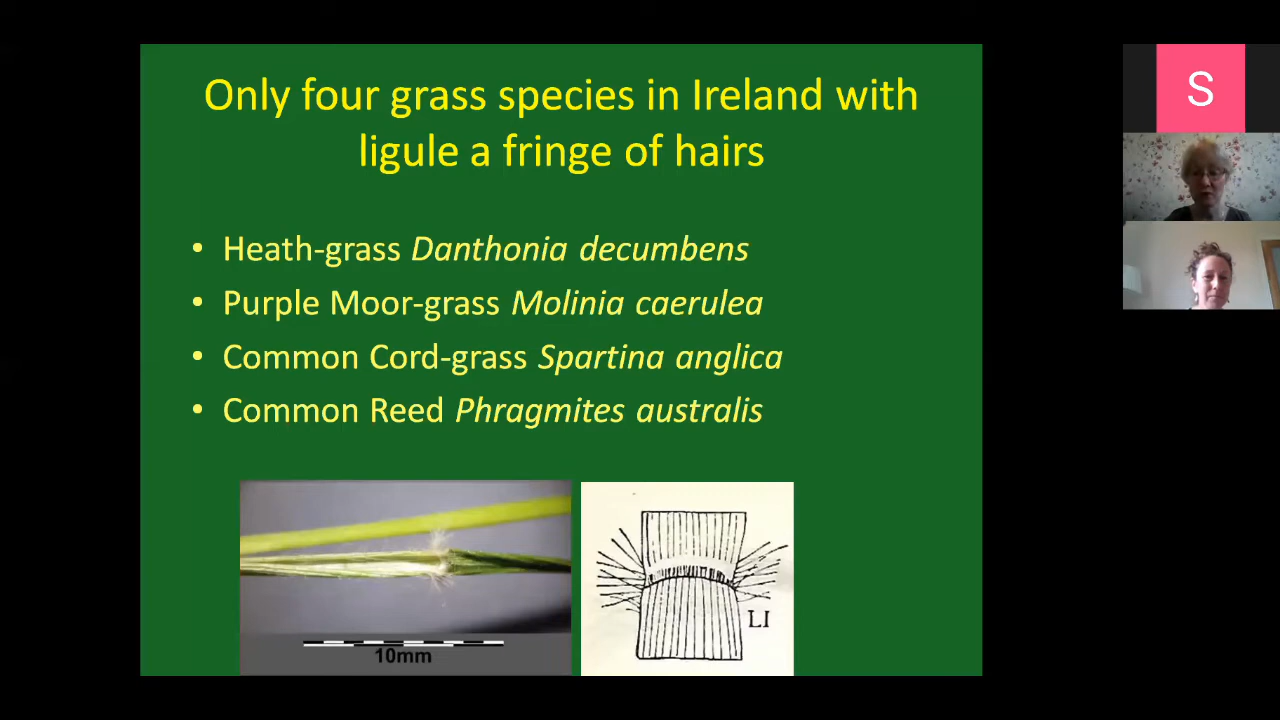 Only four grass species in Ireland with
ligule a fringe of hairs
• Heath-grass Danthonia decumbens
• Purple Moor-grass Molinia caerulea
• Common Cord-grass Spartina anglica
• Common Reed Phragmites australis
10mm
LI
S